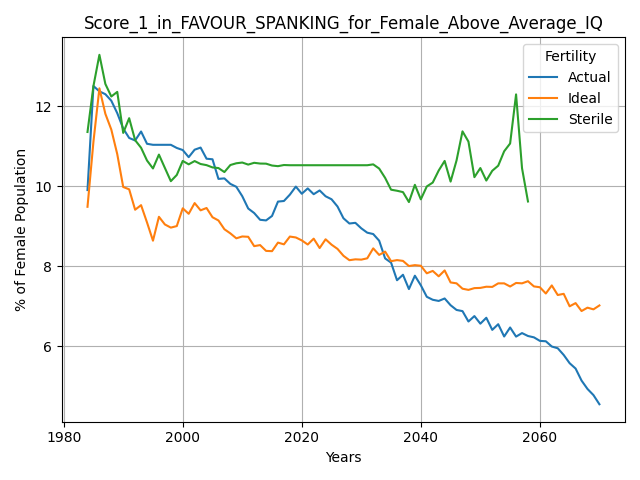 Score_1_in_FAVOUR_SPANKING_for_Female_Above_Average_IQ
Fertility
Actual
Ideal
Sterile
% of Female Population
12
10
8
6
1980
2000
2020
2040
2060
Years